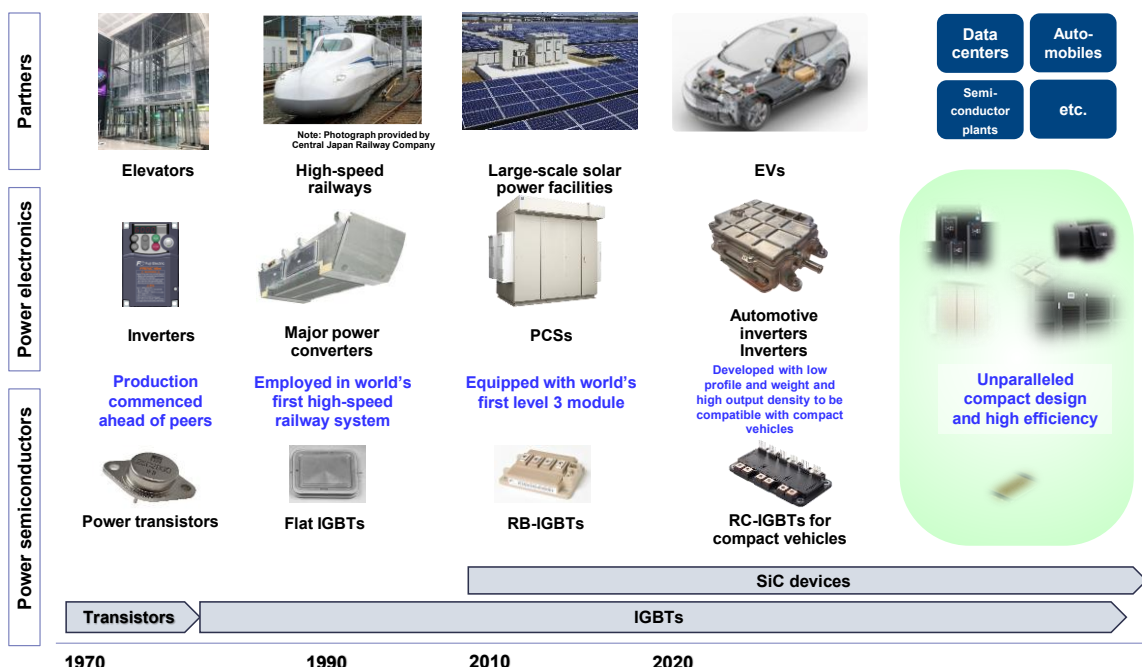 Partners
Data
centers
Auto-
mobiles
Semi-
conductor
plants
etc.
Note: Photograph provided by
Central Japan Railway Company
Elevators
High-speed
railways
Large-scale solar
power facilities
EVs
Power electronics
Inverters
Major power
converters
PCSs
Automotive
inverters
Inverters
Production
commenced
ahead of peers
Employed in world’s
first high-speed
railway system
Equipped with world’s
first level 3 module
Developed with low
profile and weight and
high output density to be
compatible with compact
vehicles
Unparalleled
compact design
and high efficiency
Power semiconductors
Power transistors
Flat IGBTs
RB-IGBTs
RC-IGBTs for
compact vehicles
SiC devices
Transistors
IGBTs
1970
1990
2010
2020